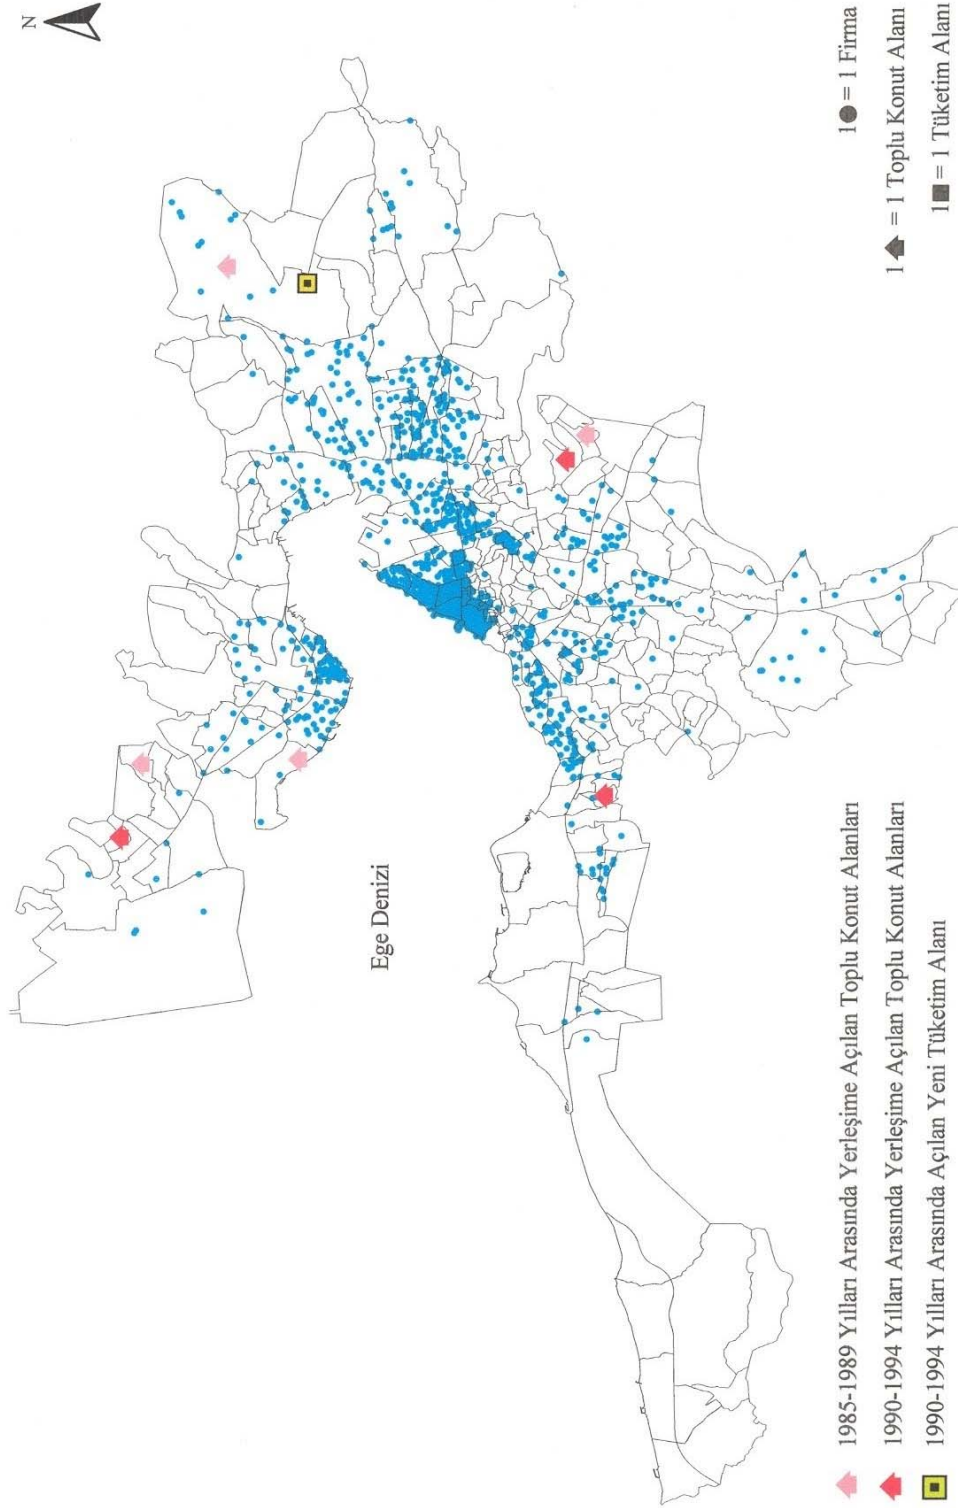 N
Ege Denizi
1985-1989 Yılları Arasında Yerleşime Açılan Toplu Konut Alanları
1990-1994 Yılları Arasında Yerleşime Açılan Toplu Konut Alanları
1990-1994 Yılları Arasında Açılan Yeni Tüketim Alanı
1 = 1 Firma
1 = 1 Toplu Konut Alanı
1 = 1 Tüketim Alanı